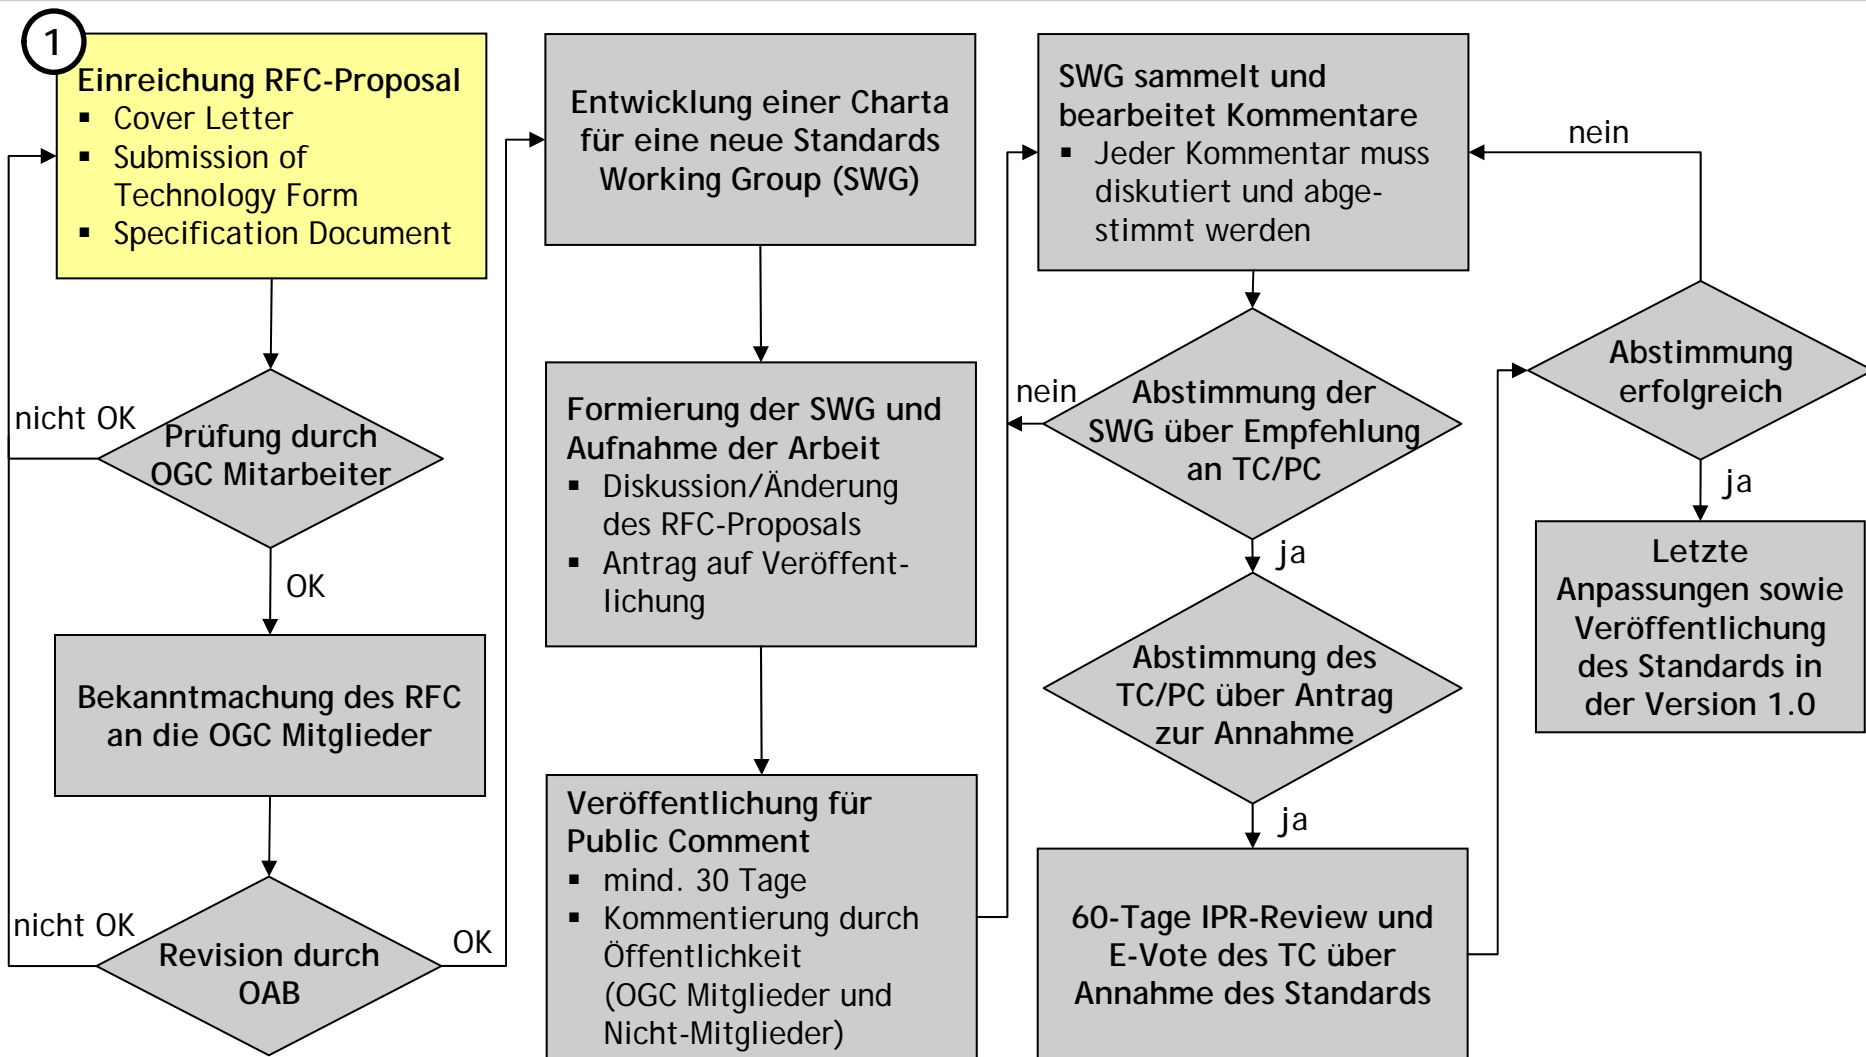 1
Einreichung RFC-Proposal
▪ Cover Letter
▪ Submission of
Technology Form
▪ Specification Document
nicht OK
Prüfung durch
OGC Mitarbeiter
OK
Bekanntmachung des RFC
an die OGC Mitglieder
nicht OK
Revision durch
OAB
OK
Entwicklung einer Charta
für eine neue Standards
Working Group (SWG)
Formierung der SWG und
Aufnahme der Arbeit
▪ Diskussion/Änderung
des RFC-Proposals
▪ Antrag auf Veröffent-
lichung
Veröffentlichung für
Public Comment
▪ mind. 30 Tage
▪ Kommentierung durch
Öffentlichkeit
(OGC Mitglieder und
Nicht-Mitglieder)
SWG sammelt und
bearbeitet Kommentare
▪ Jeder Kommentar muss
diskutiert und abge-
stimmt werden
nein
Abstimmung der
SWG über Empfehlung
an TC/PC
ja
Abstimmung des
TC/PC über Antrag
zur Annahme
ja
60-Tage IPR-Review und
E-Vote des TC über
Annahme des Standards
nein
Abstimmung
erfolgreich
ja
Letzte
Anpassungen sowie
Veröffentlichung
des Standards in
der Version 1.0